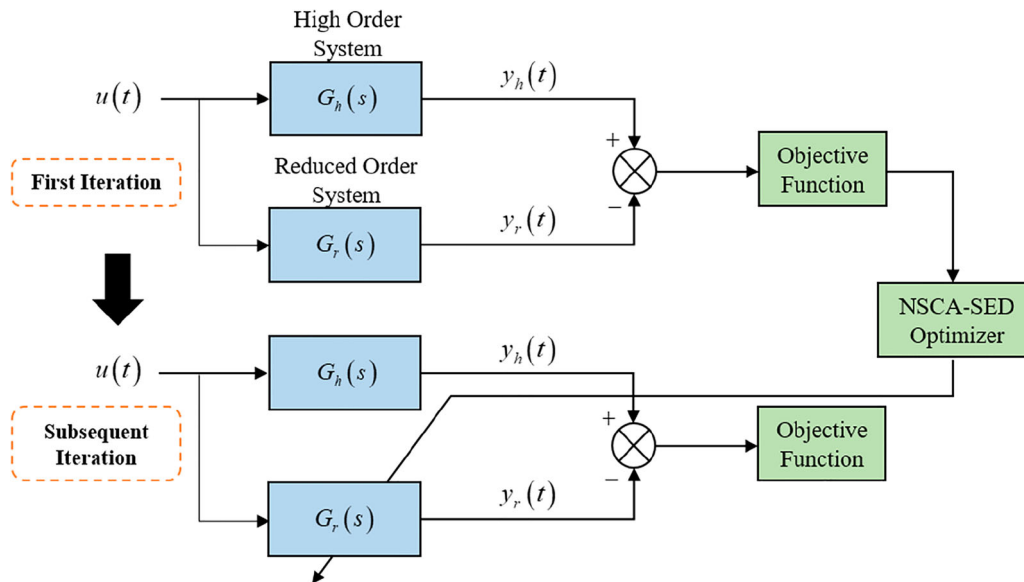 High Order
System
u(t)
G_h(s)
y_h(t)
+
Objective
Function
First Iteration
Reduced Order
System
−
G_r(s)
y_r(t)
NSCA-SED
Optimizer
u(t)
G_h(s)
y_h(t)
+
Objective
Function
Subsequent
Iteration
−
G_r(s)
y_r(t)